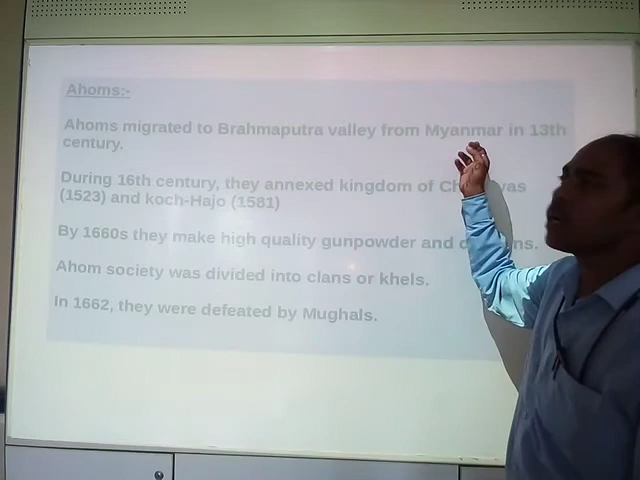 Ahoms:-
Ahoms migrated to Brahmaputra valley from Myanmar in 13th
century.
During 16th century, they annexed kingdom of
(1523) and koch-Hajo (1581)
By 1660s they make high quality gunpowder and
Ahom society was divided into clans or khels.
In 1662, they were defeated by Mughals.